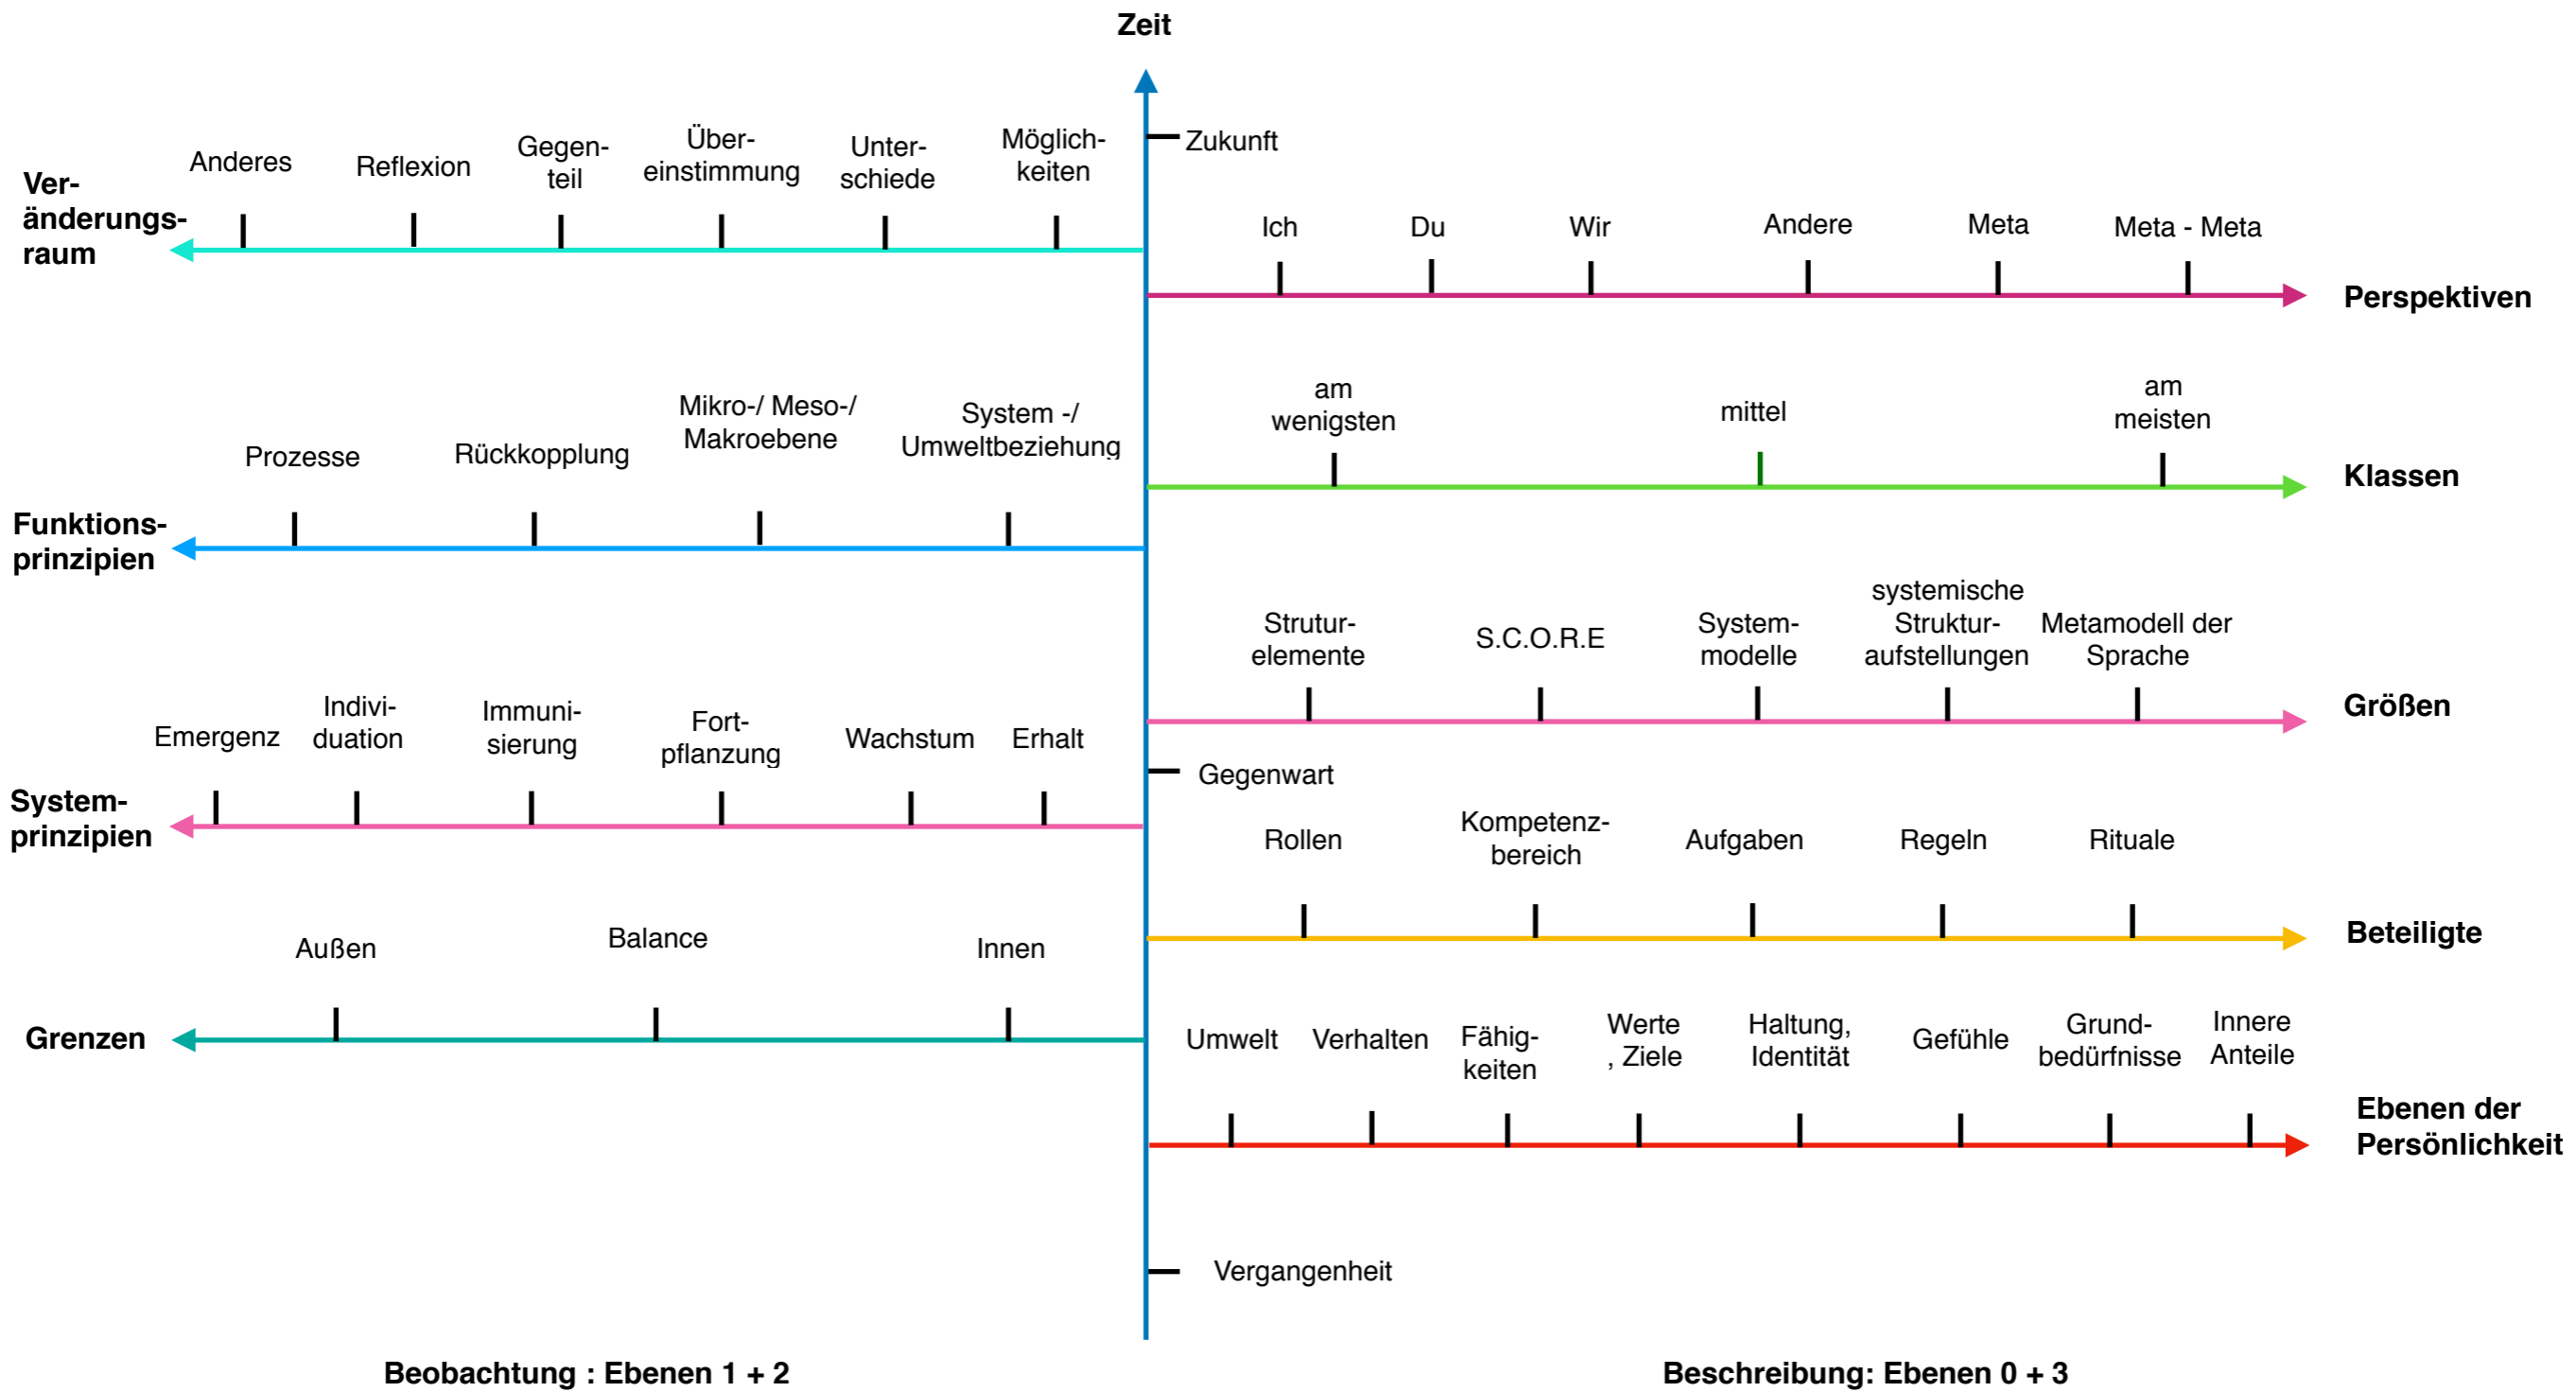 Zeit
Zukunft
Anderes
Reflexion
Gegen-
teil
Über-
einstimmung
Unter-
schiede
Möglich-
keiten
Ver-
änderungs-
raum
Ich
Du
Wir
Andere
Meta
Meta - Meta
Perspektiven
Prozesse
Rückkopplung
Mikro-/ Meso-/
Makroebene
System -/
Umweltbeziehung
Funktions-
prinzipien
am
wenigsten
mittel
am
meisten
Klassen
Strutur-
elemente
S.C.O.R.E
System-
modelle
systemische
Struktur-
aufstellungen
Metamodell der
Sprache
Größen
Emergenz
Indivi-
duation
Immuni-
sierung
Fort-
pflanzung
Wachstum
Erhalt
System-
prinzipien
Gegenwart
Rollen
Kompetenz-
bereich
Aufgaben
Regeln
Rituale
Beteiligte
Außen
Balance
Innen
Grenzen
Umwelt
Verhalten
Fähig-
keiten
Werte
, Ziele
Haltung,
Identität
Gefühle
Grund-
bedürfnisse
Innere
Anteile
Ebenen der
Persönlichkeit
Vergangenheit
Beobachtung : Ebenen 1 + 2
Beschreibung: Ebenen 0 + 3